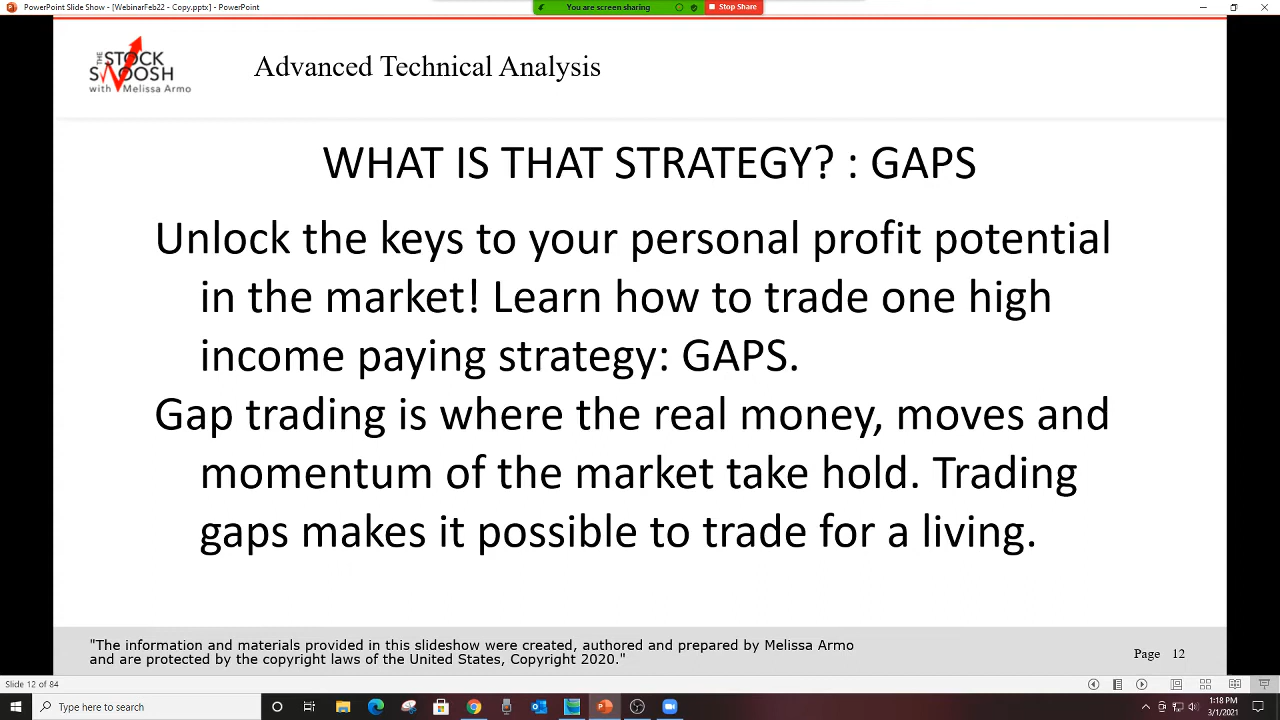 PowerPoint Slide Show - [WebinarFeb22 - Copy.pptx] - PowerPoint
You are screen sharing
Stop Share
THE STOCK
SWOOSH
with Melissa Armo
Advanced Technical Analysis
WHAT IS THAT STRATEGY? : GAPS
Unlock the keys to your personal profit potential
in the market! Learn how to trade one high
income paying strategy: GAPS.
Gap trading is where the real money, moves and
momentum of the market take hold. Trading
gaps makes it possible to trade for a living.
"The information and materials provided in this slideshow were created, authored and prepared by Melissa Armo
and are protected by the copyright laws of the United States, Copyright 2020."
Page 12
Slide 12 of 84
Type here to search
1:18 PM
3/1/2021